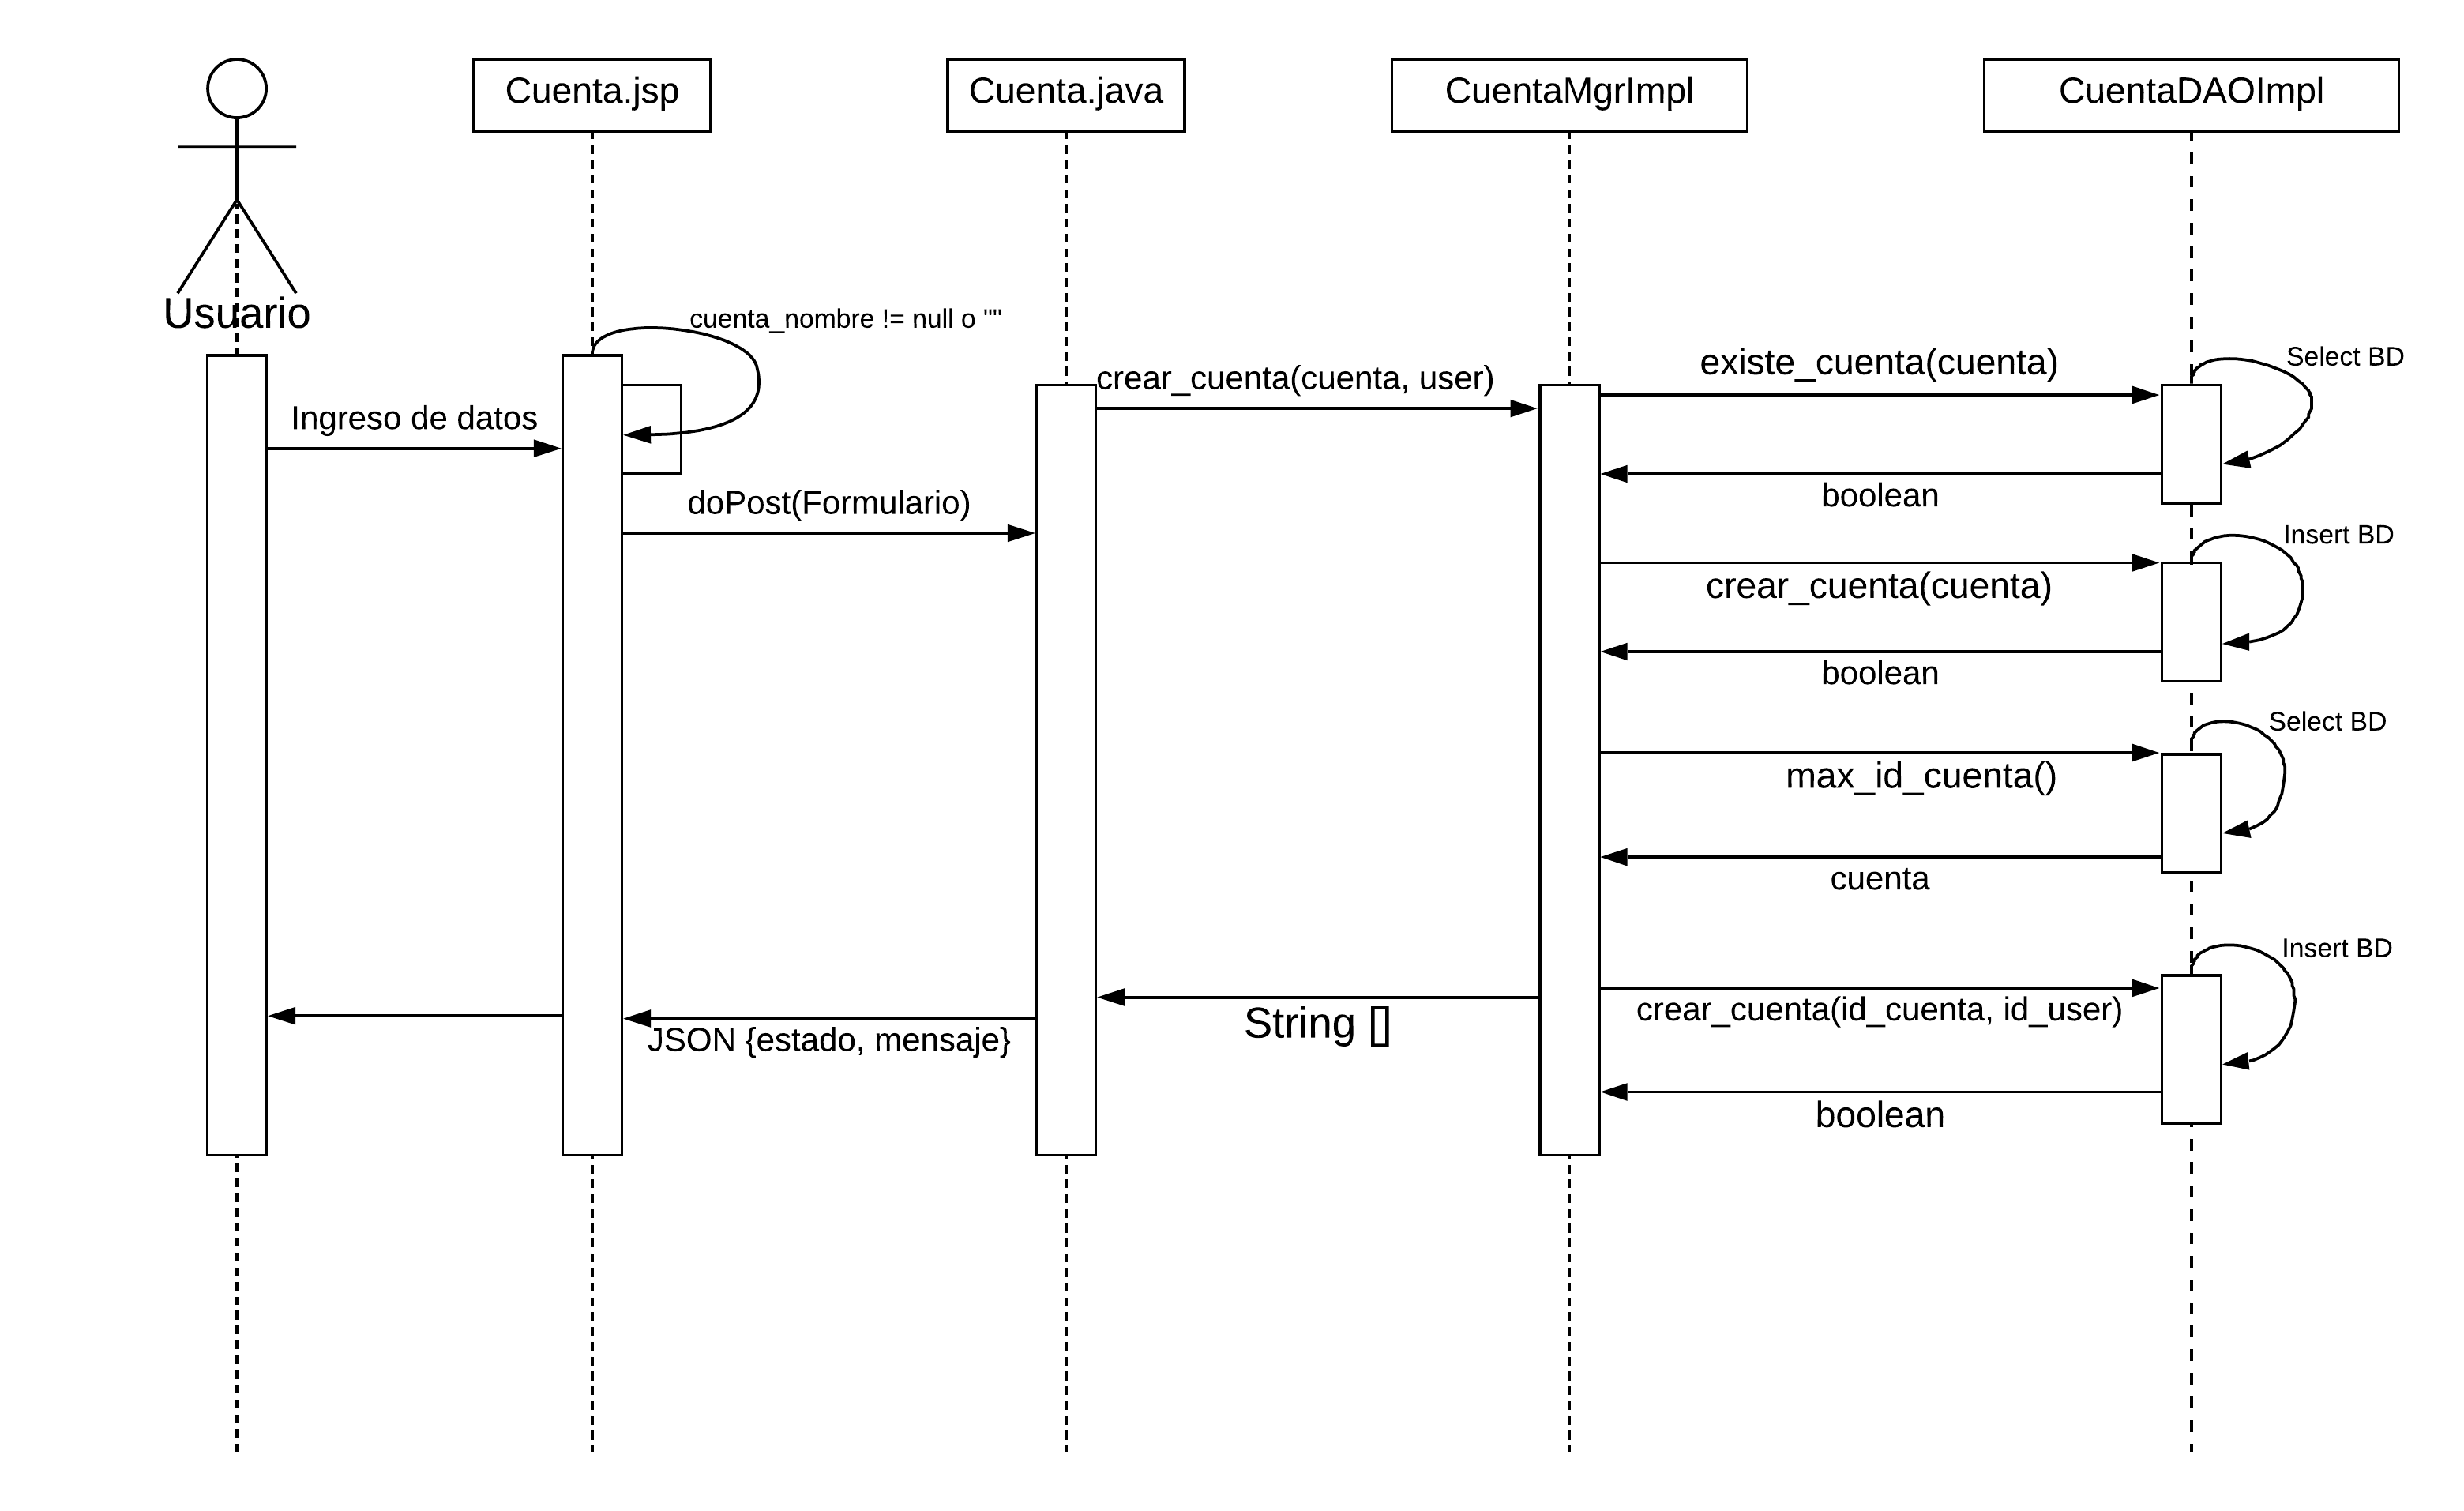 Cuenta.jsp
Cuenta.java
CuentaMgrImpl
CuentaDAOImpl
Usuario
cuenta_nombre != null o ""
Select BD
existe_cuenta(cuenta)
crear_cuenta(cuenta, user)
Ingreso de datos
doPost(Formulario)
boolean
Insert BD
crear_cuenta(cuenta)
boolean
Select BD
max_id_cuenta()
cuenta
Insert BD
crear_cuenta(id_cuenta, id_user)
String []
JSON {estado, mensaje}
boolean